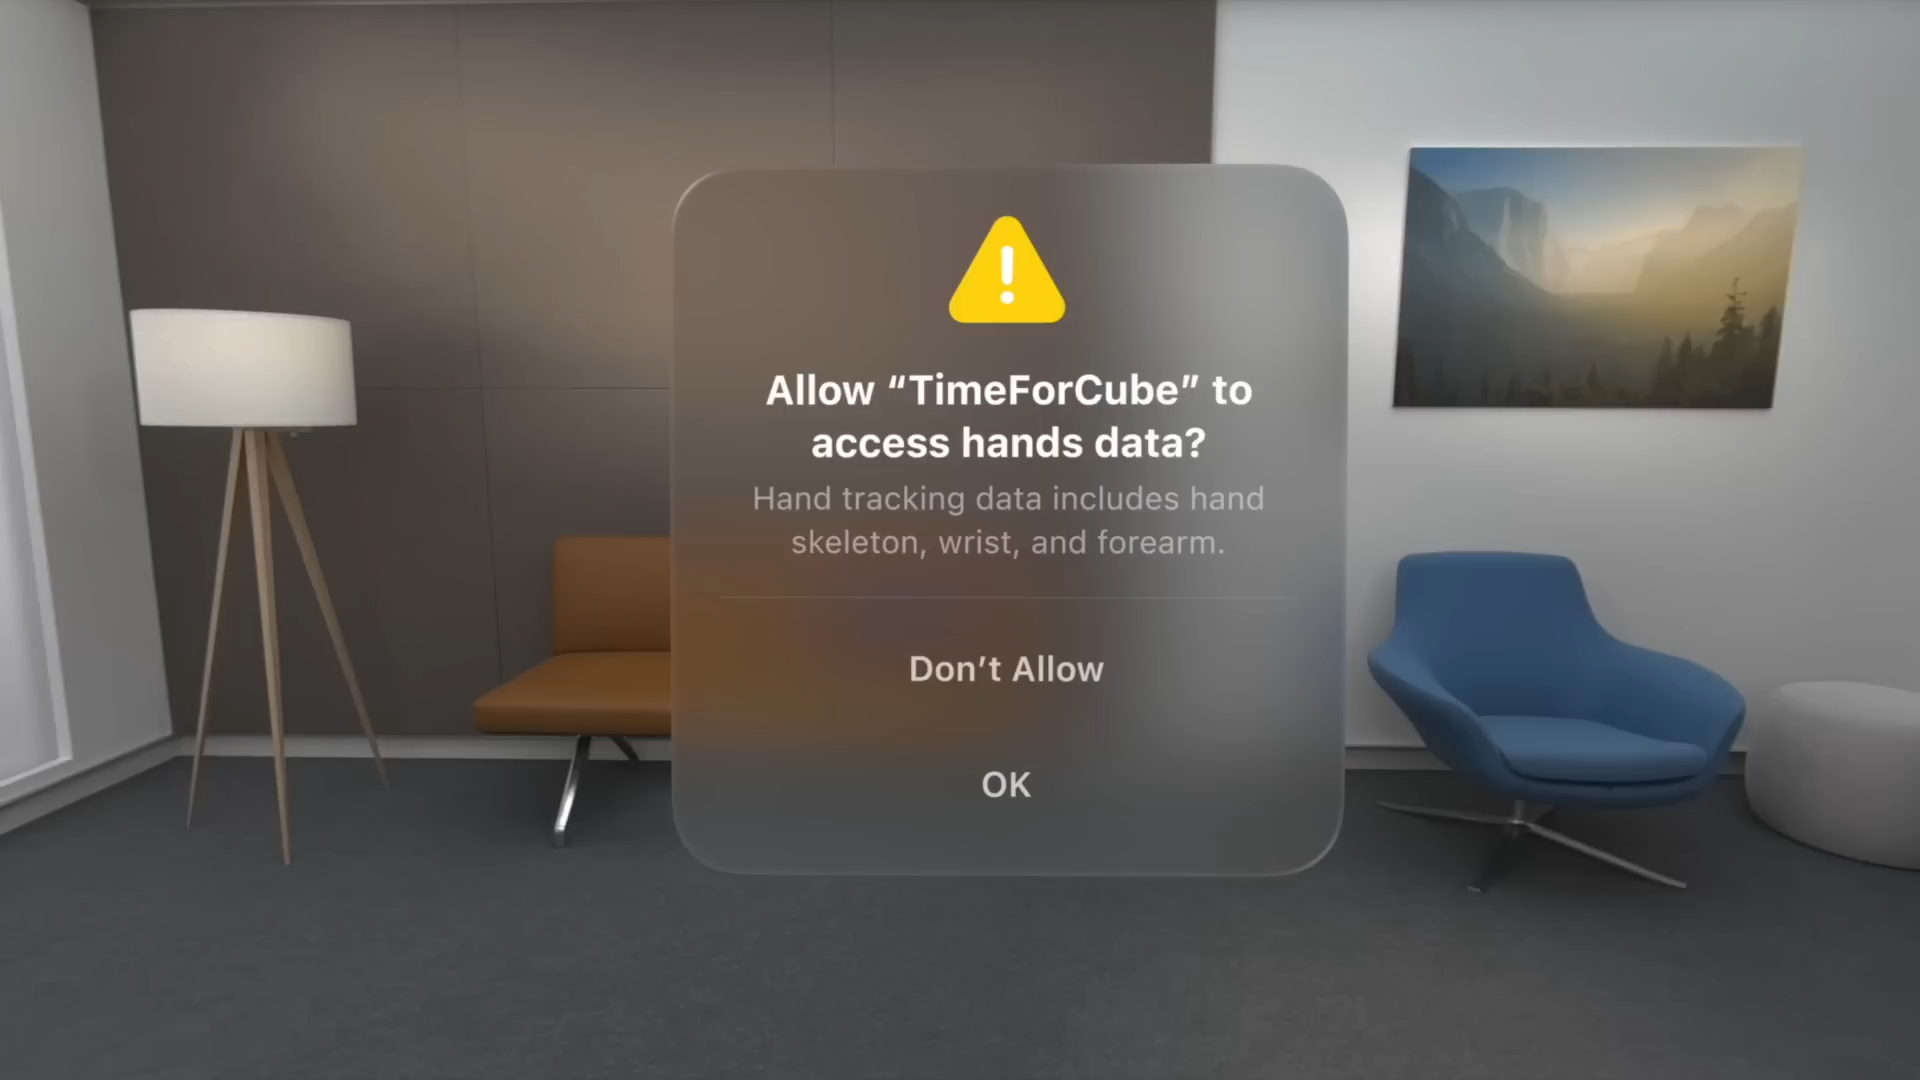 Allow “TimeForCube” to
access hands data?
Hand tracking data includes hand
skeleton, wrist, and forearm.
Don’t Allow
OK